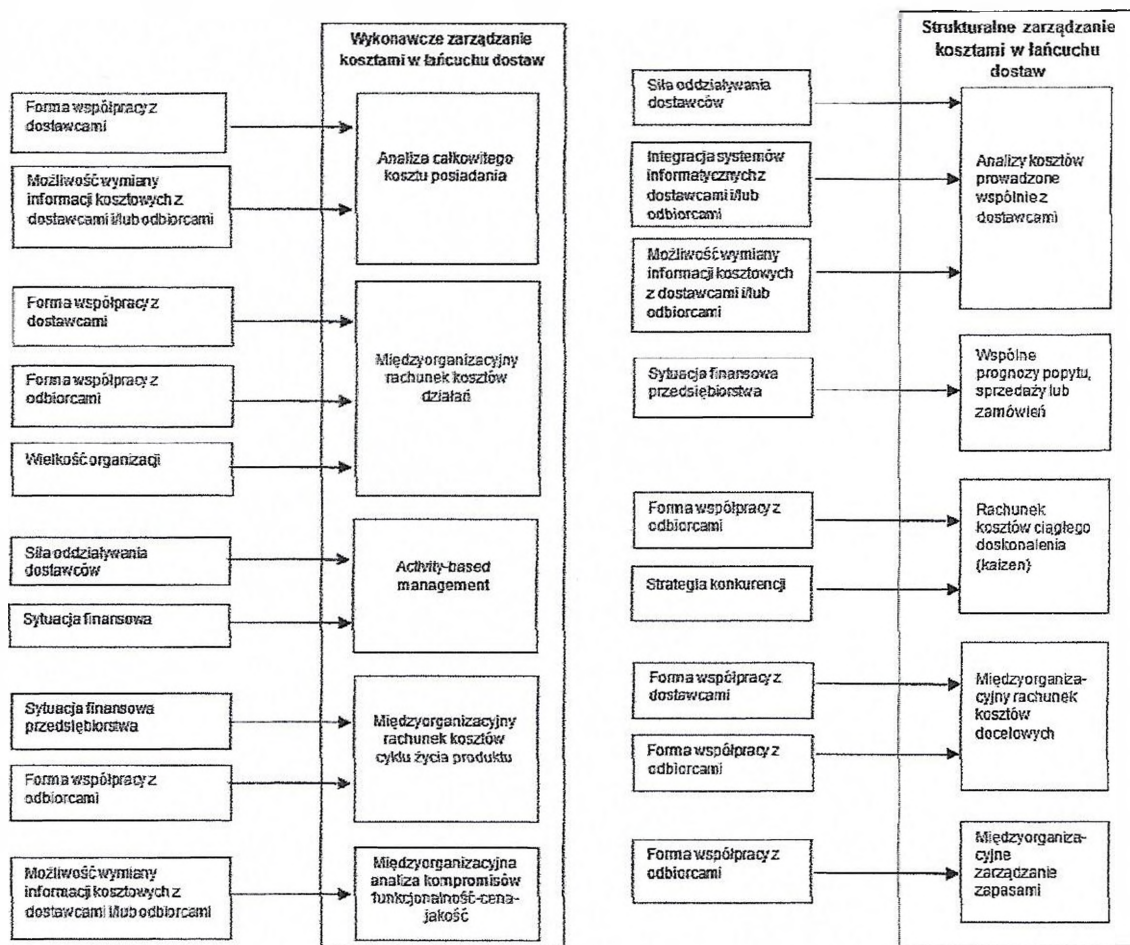 Wykonawcze zarządzanie
kosztami w łańcuchu dostaw
Forma współpracy z
dostawcami
Możliwość wymiany
informacji kosztowych z
dostawcami i/lub odbiorcami
Analiza całkowitego
kosztu posiadania
Forma współpracy z
dostawcami
Forma współpracy z
odbiorcami
Wielkość organizacji
Międzyorganizacyjny
rachunek kosztów
działań
Siła oddziaływania
dostawców
Sytuacja finansowa
Activity-based
management
Sytuacja finansowa
przedsiębiorstwa
Forma współpracy z
odbiorcami
Międzyorganizacyjny
rachunek kosztów
cyklu życia produktu
Możliwość wymiany
informacji kosztowych z
dostawcami i/lub odbiorcami
Międzyorganizacyjna
analiza kompromisów
funkcjonalność-cena-
jakość
Strukturalne zarządzanie
kosztami w łańcuchu
dostaw
Siła oddziaływania
dostawców
Integracja systemów
informatycznych z
dostawcami i/lub
odbiorcami
Możliwość wymiany
informacji kosztowych
z dostawcami i/lub
odbiorcami
Analizy kosztów
prowadzone
wspólnie z
dostawcami
Sytuacja finansowa
przedsiębiorstwa
Wspólne
prognozy popytu,
sprzedaży lub
zamówień
Forma współpracy z
odbiorcami
Strategia konkurencji
Rachunek
kosztów ciągłego
doskonalenia
(kaizen)
Forma współpracy z
dostawcami
Forma współpracy z
odbiorcami
Międzyorganiza-
cyjny rachunek
kosztów
docelowych
Forma współpracy z
odbiorcami
Międzyorganiza-
cyjne
zarządzanie
zapasami